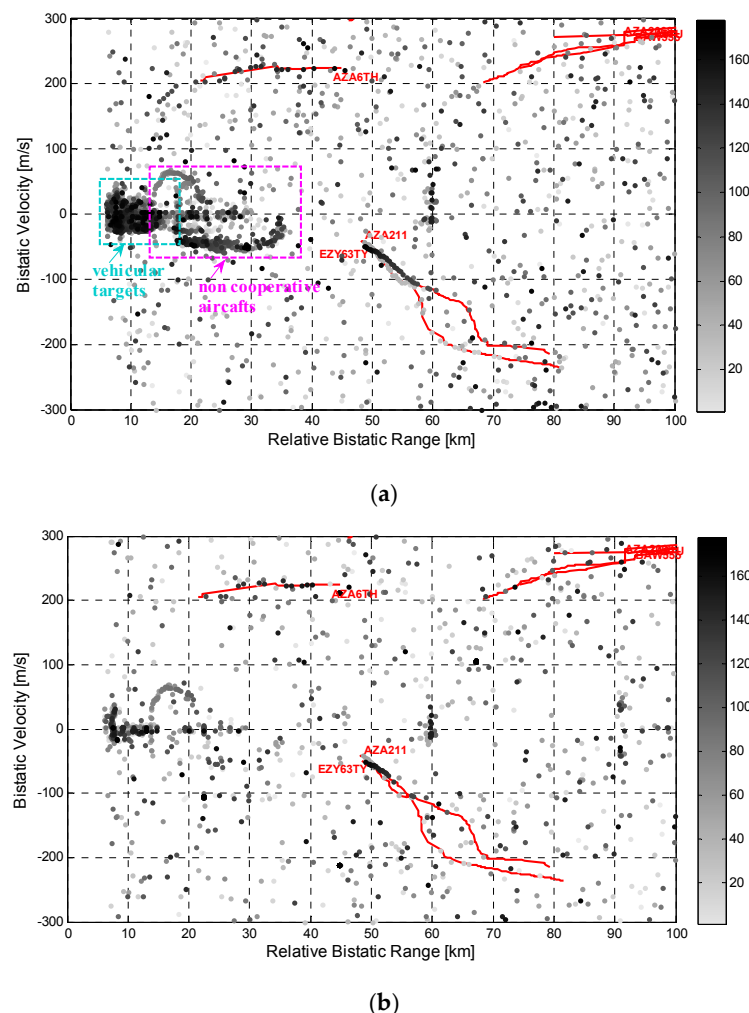 300
200
100
0
-100
-200
-300
Bistatic Velocity [m/s]
0 10 20 30 40 50 60 70 80 90 100
Relative Bistatic Range [km]
AZA6TH
AZA211
EZY63TY
vehicular
targets
non cooperative
aircafts
160
140
120
100
80
60
40
20
(a)
300
200
100
0
-100
-200
-300
Bistatic Velocity [m/s]
0 10 20 30 40 50 60 70 80 90 100
Relative Bistatic Range [km]
AZA6TH
AZA211
EZY63TY
160
140
120
100
80
60
40
20
(b)